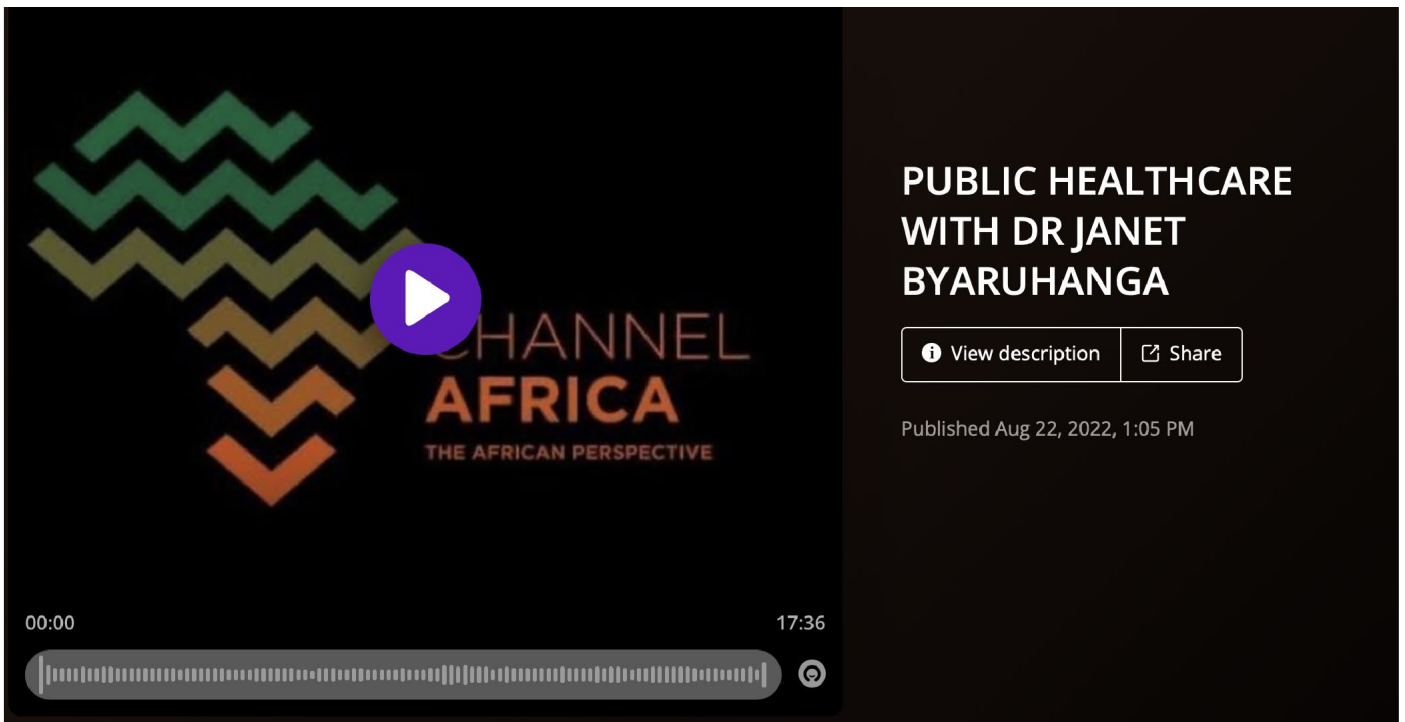 CHANNEL
AFRICA
THE AFRICAN PERSPECTIVE
00:00
17:36
PUBLIC HEALTHCARE
WITH DR JANET
BYARUHANGA
View description
Share
Published Aug 22, 2022, 1:05 PM